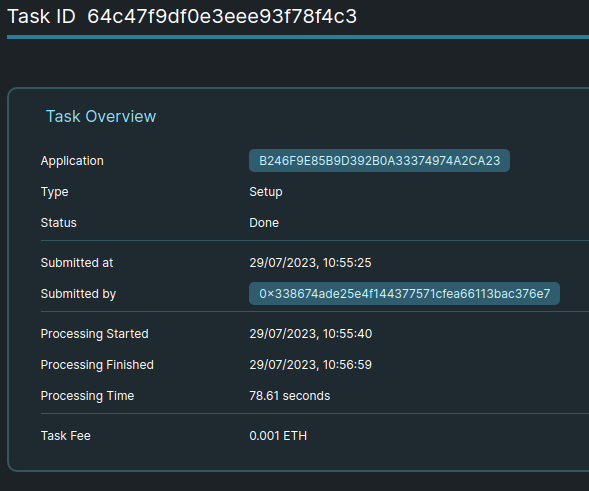 Task ID 64c47f9df0e3eee93f78f4c3
Task Overview
Application B246F9E85B9D392B0A33374974A2CA23
Type Setup
Status Done
Submitted at 29/07/2023, 10:55:25
Submitted by 0×338674ade25e4f144377571cfea66113bac376e7
Processing Started 29/07/2023, 10:55:40
Processing Finished 29/07/2023, 10:56:59
Processing Time 78.61 seconds
Task Fee 0.001 ETH